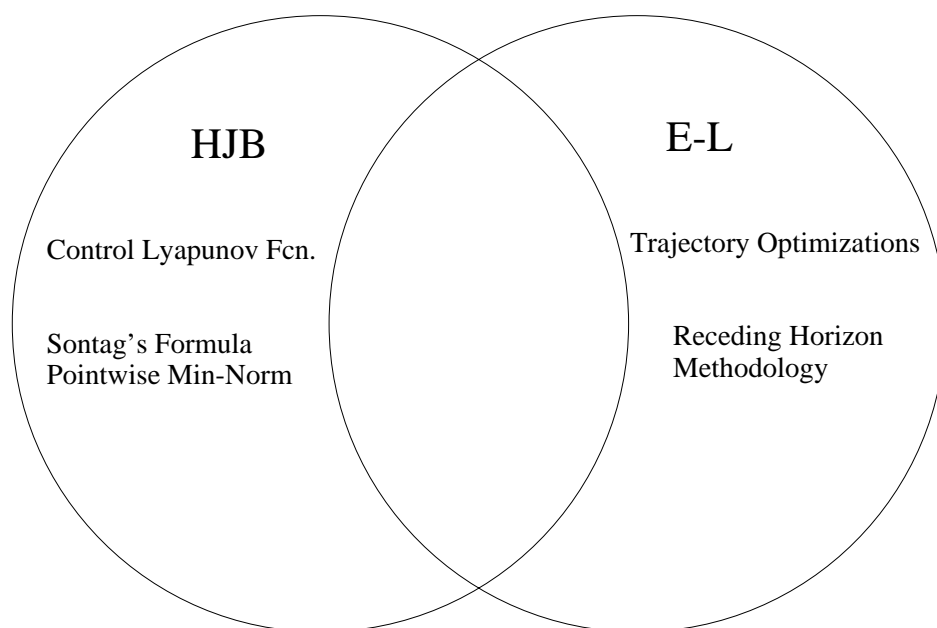 HJB
Control Lyapunov Fcn.
Sontag’s Formula
Pointwise Min-Norm
E-L
Trajectory Optimizations
Receding Horizon
Methodology